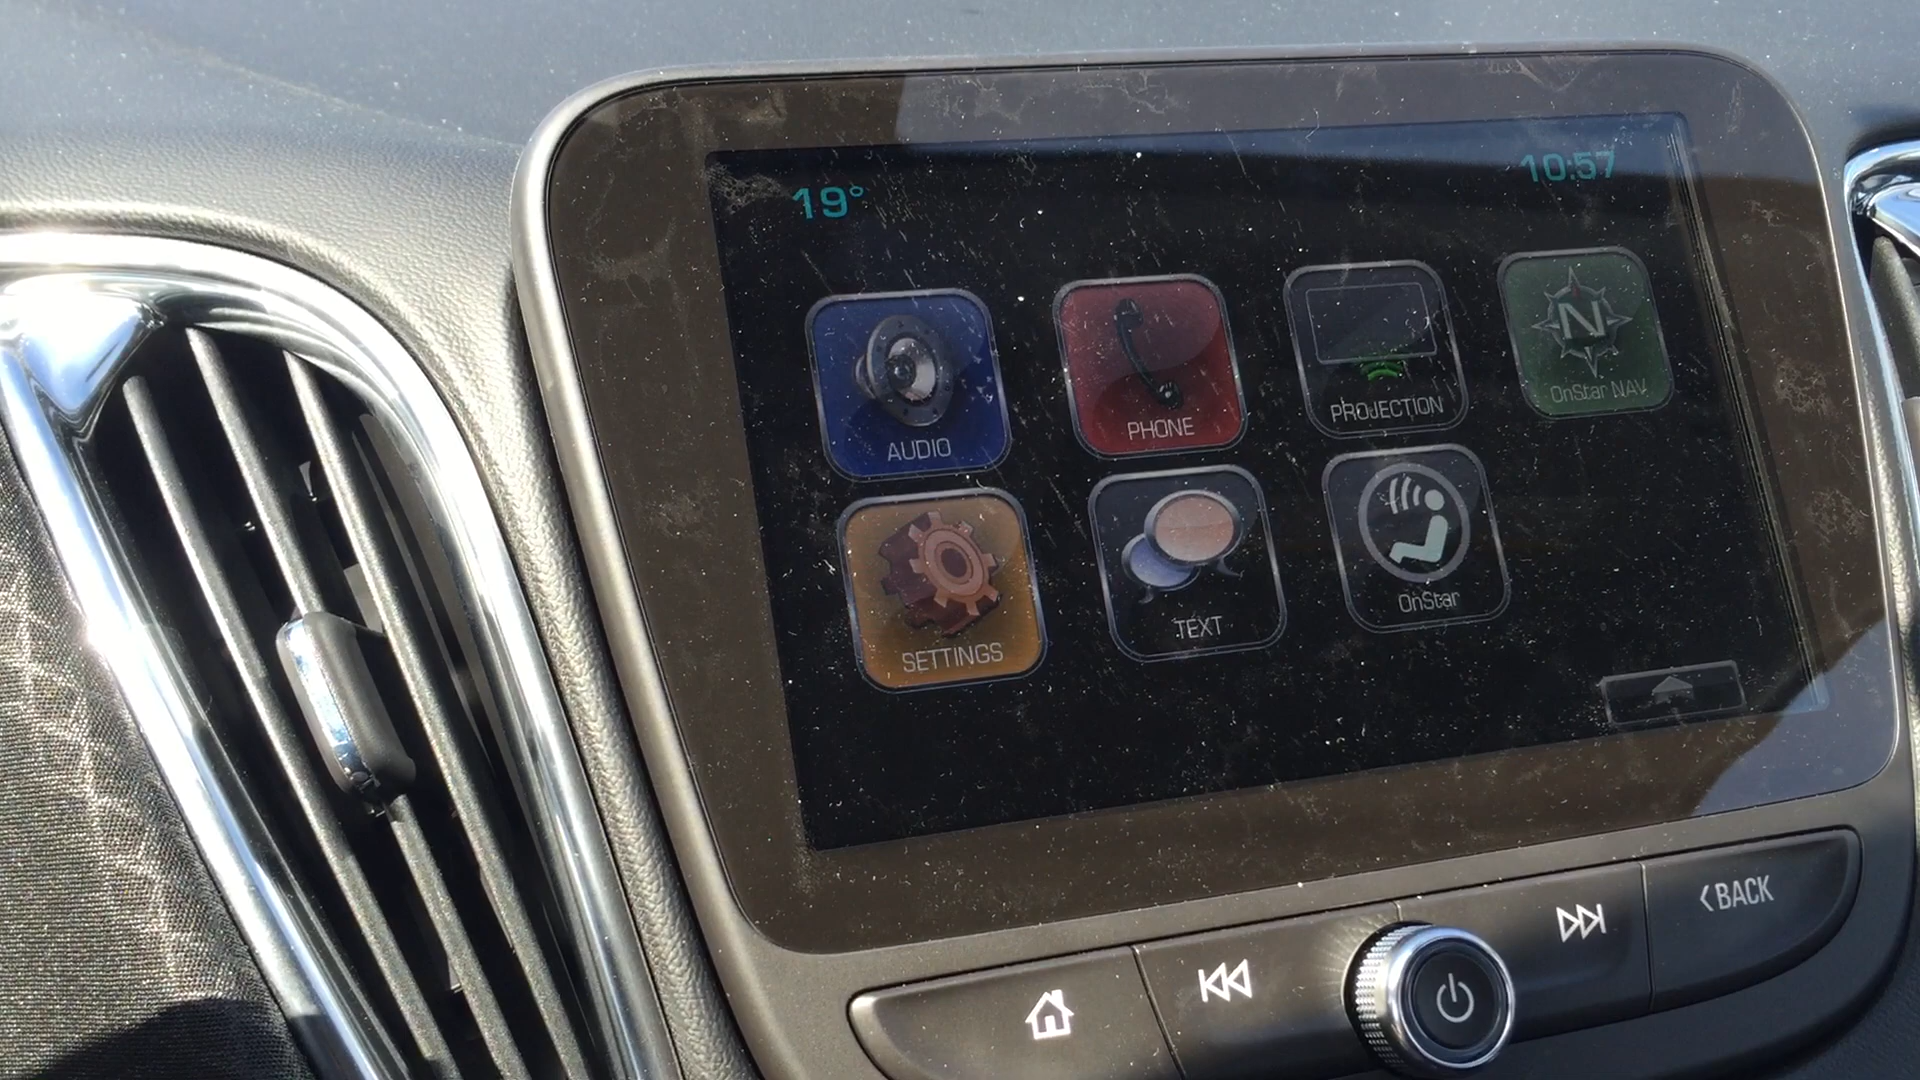 19°
10:57
AUDIO
PHONE
PROJECTION
N
OnStar NAV
SETTINGS
TEXT
OnStar
BACK